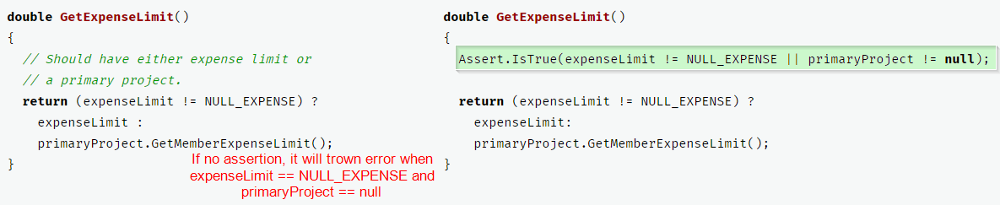 double GetExpenseLimit()
{
// Should have either expense limit or
// a primary project.
return (expenseLimit != NULL_EXPENSE) ?
expenseLimit :
primaryProject.GetMemberExpenseLimit();
}
If no assertion, it will trown error when
expenseLimit == NULL_EXPENSE and
primaryProject == null
double GetExpenseLimit()
{
Assert.IsTrue(expenseLimit != NULL_EXPENSE || primaryProject != null);
return (expenseLimit != NULL_EXPENSE) ?
expenseLimit:
primaryProject.GetMemberExpenseLimit();
}